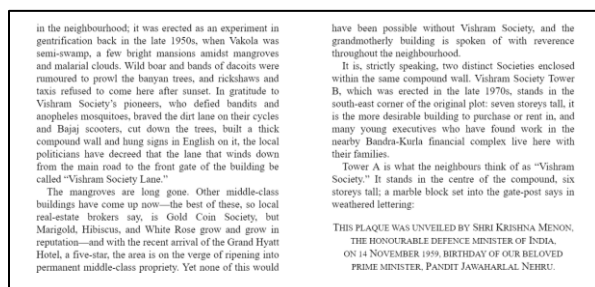 in the neighbourhood; it was erected as an experiment in
gentrification back in the late 1950s, when Vakola was
semi-swamp, a few bright mansions amidst mangroves
and malarial clouds. Wild boar and bands of dacoits were
rumoured to prowl the banyan trees, and rickshaws and
taxis refused to come here after sunset. In gratitude to
Vishram Society's pioneers, who defied bandits and
anopheles mosquitoes, braved the dirt lane on their cycles
and Bajaj scooters, cut down the trees, built a thick
compound wall and hung signs in English on it, the local
politicians have decreed that the lane that winds down
from the main road to the front gate of the building be
called "Vishram Society Lane."
The mangroves are long gone. Other middle-class
buildings have come up now—the best of these, so local
real-estate brokers say, is Gold Coin Society, but
Marigold, Hibiscus, and White Rose grow and grow in
reputation—and with the recent arrival of the Grand Hyatt
Hotel, a five-star, the area is on the verge of ripening into
permanent middle-class propriety. Yet none of this would
have been possible without Vishram Society, and the
grandmotherly building is spoken of with reverence
throughout the neighbourhood.
It is, strictly speaking, two distinct Societies enclosed
within the same compound wall. Vishram Society Tower
B, which was erected in the late 1970s, stands in the
south-east corner of the original plot: seven storeys tall, it
is the more desirable building to purchase or rent in, and
many young executives who have found work in the
nearby Bandra-Kurla financial complex live here with
their families.
Tower A is what the neighbours think of as "Vishram
Society." It stands in the centre of the compound, six
storeys tall; a marble block set into the gate-post says in
weathered lettering:
THIS PLAQUE WAS UNVEILED BY SHRI KRISHNA MENON,
THE HONOURABLE DEFENCE MINISTER OF INDIA,
ON 14 NOVEMBER 1959, BIRTHDAY OF OUR BELOVED
PRIME MINISTER, PANDIT JAWAHARLAL NEHRU.